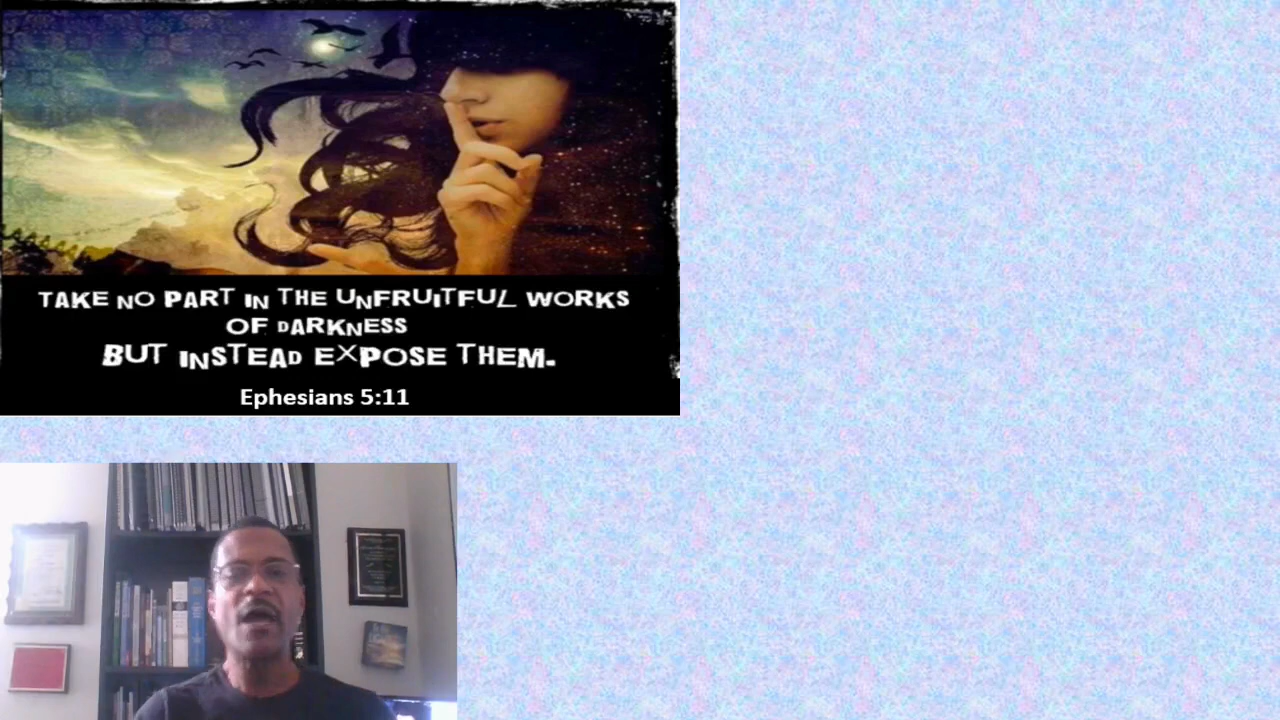 TAKE NO PART IN THE UNFRUITFUL WORKS
OF DARKNESS
BUT INSTEAD EXPOSE THEM.
Ephesians 5:11